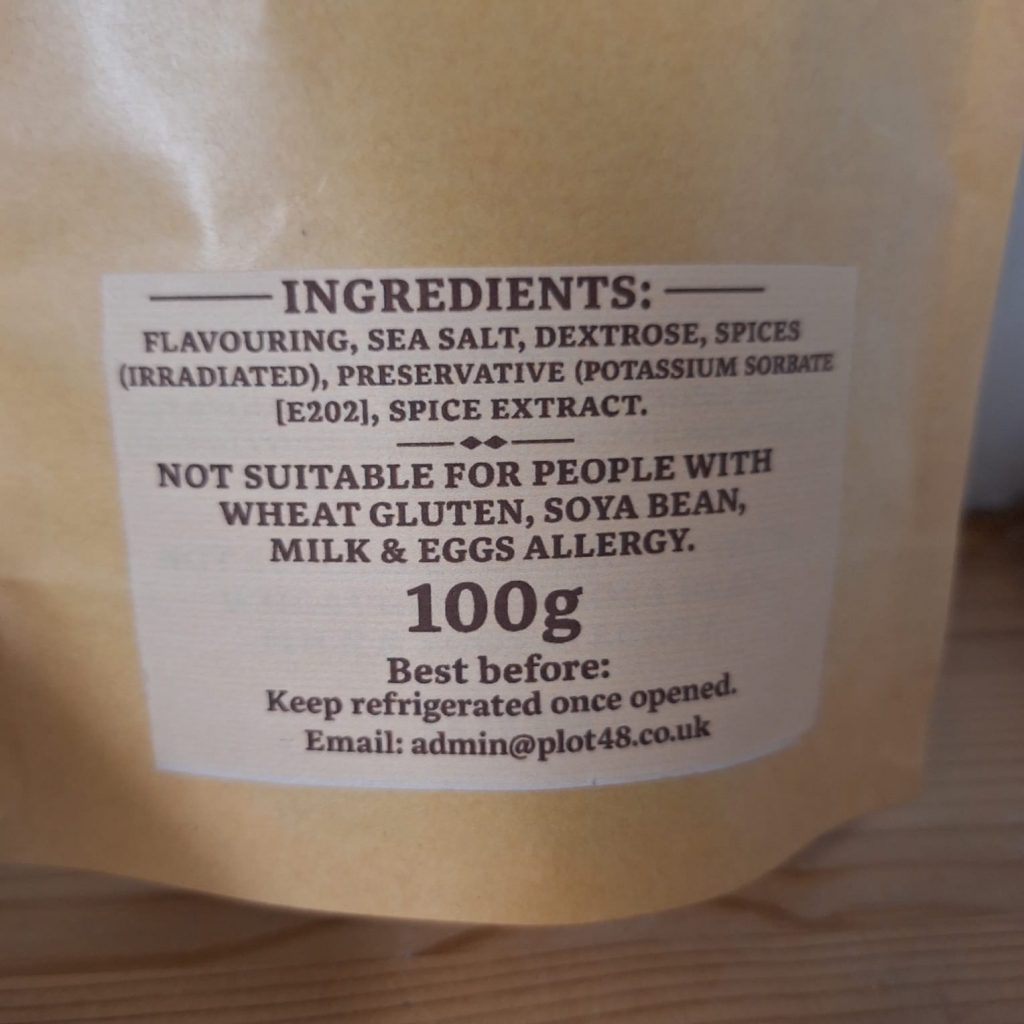 INGREDIENTS:
FLAVOURING, SEA SALT, DEXTROSE, SPICES
(IRRADIATED), PRESERVATIVE (POTASSIUM SORBATE
[E202], SPICE EXTRACT.
NOT SUITABLE FOR PEOPLE WITH
WHEAT GLUTEN, SOYA BEAN,
MILK & EGGS ALLERGY.
100g
Best before:
Keep refrigerated once opened.
Email: admin@plot48.co.uk